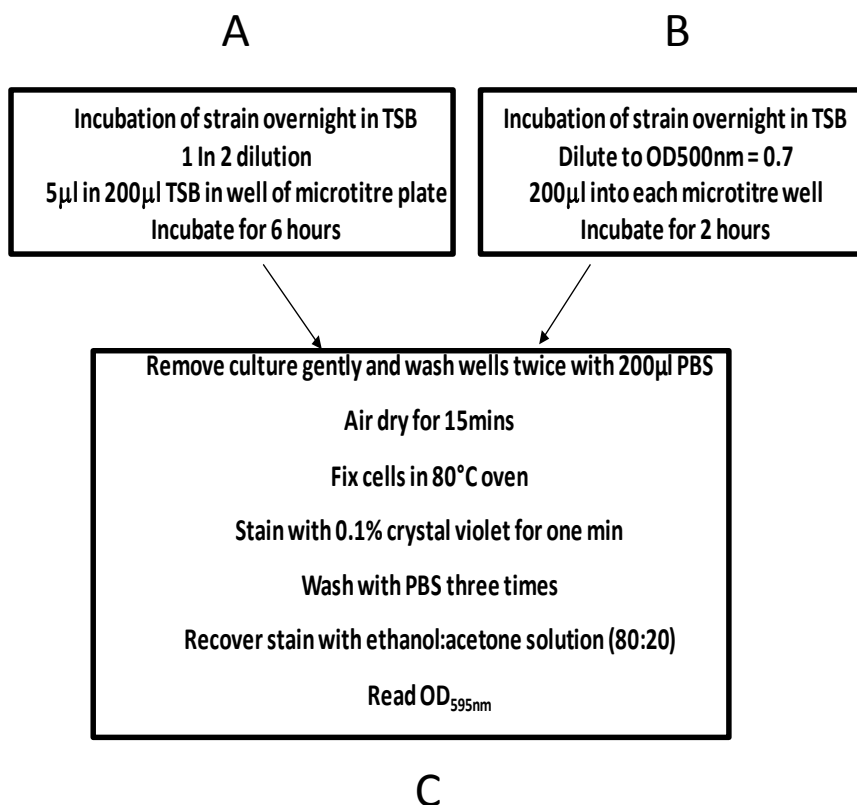 A
B
Incubation of strain overnight in TSB
1 In 2 dilution
5µl in 200µl TSB in well of microtitre plate
Incubate for 6 hours
Incubation of strain overnight in TSB
Dilute to OD500nm = 0.7
200µl into each microtitre well
Incubate for 2 hours
Remove culture gently and wash wells twice with 200µl PBS
Air dry for 15mins
Fix cells in 80°C oven
Stain with 0.1% crystal violet for one min
Wash with PBS three times
Recover stain with ethanol:acetone solution (80:20)
Read OD595nm
C